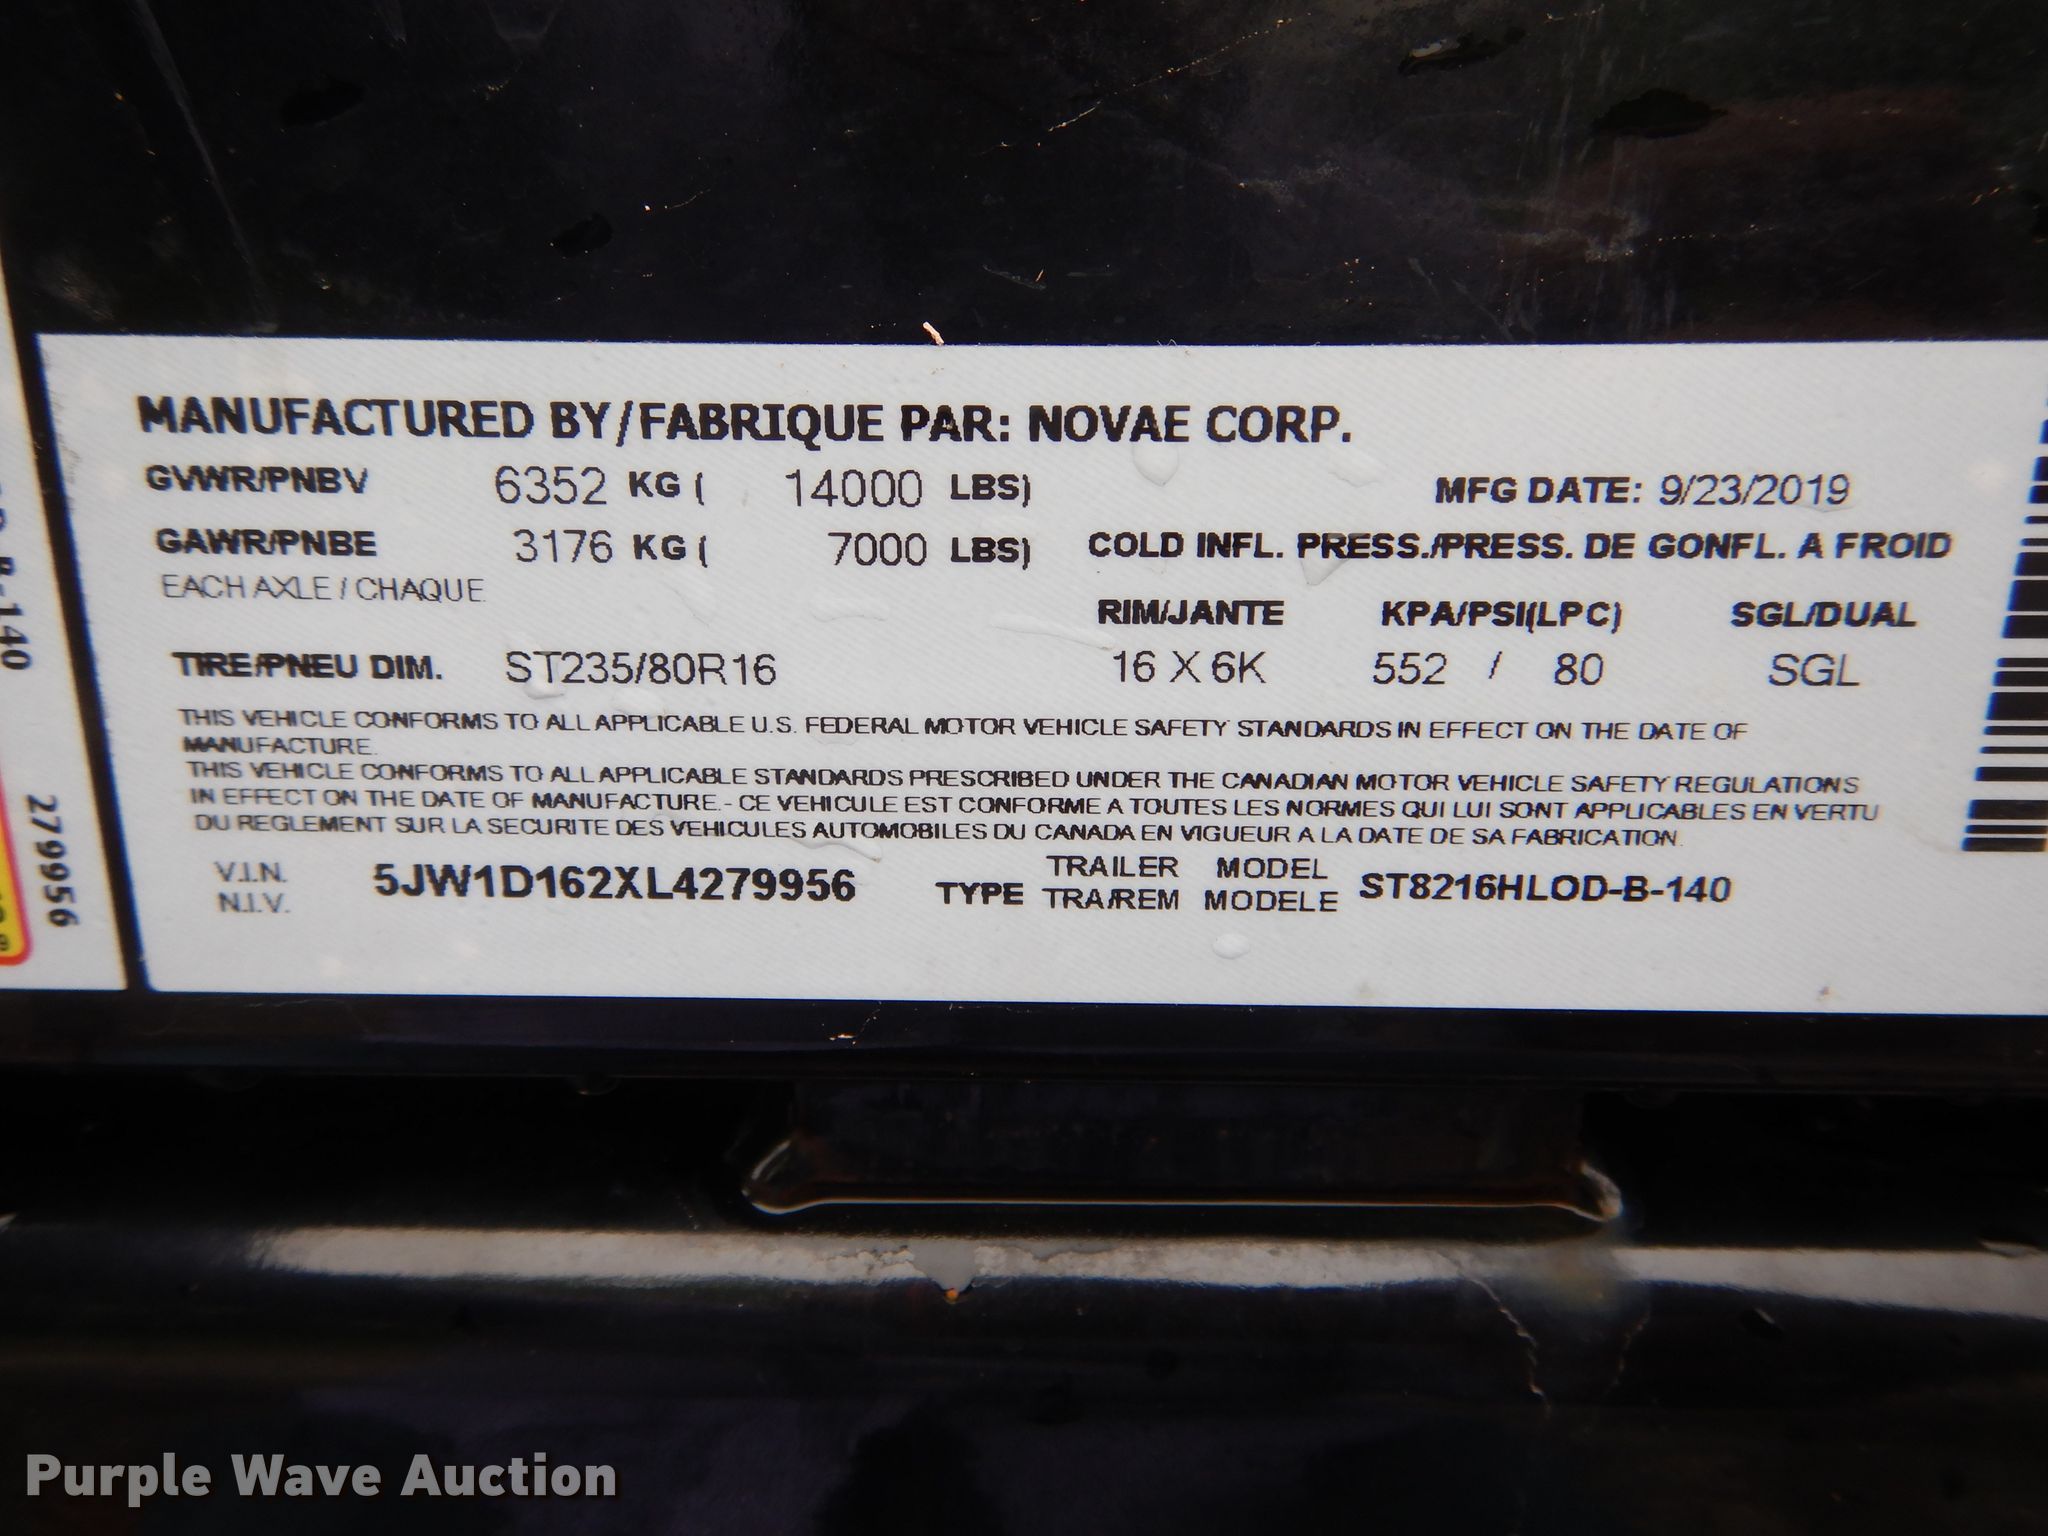 MANUFACTURED BY/FABRIQUE PAR: NOVAE CORP.
GVWR/PNBV 6352 KG ( 14000 LBS) MFG DATE: 9/23/2019
GAWR/PNBE 3176 KG ( 7000 LBS) COLD INFL. PRESS./PRESS. DE GONFL. A FROID
EACH AXLE / CHAQUE
RIM/JANTE KPA/PSI(LPC) SGL/DUAL
TIRE/PNEU DIM. ST235/80R16 16 X 6K 552 / 80 SGL
THIS VEHICLE CONFORMS TO ALL APPLICABLE U.S. FEDERAL MOTOR VEHICLE SAFETY STANDARDS IN EFFECT ON THE DATE OF
MANUFACTURE.
THIS VEHICLE CONFORMS TO ALL APPLICABLE STANDARDS PRESCRIBED UNDER THE CANADIAN MOTOR VEHICLE SAFETY REGULATIONS
IN EFFECT ON THE DATE OF MANUFACTURE.- CE VEHICULE EST CONFORME A TOUTES LES NORMES QUI LUI SONT APPLICABLES EN VERTU
DU REGLEMENT SUR LA SECURITE DES VEHICULES AUTOMOBILES DU CANADA EN VIGUEUR A LA DATE DE SA FABRICATION.
V.I.N. 5JW1D162XL4279956 TYPE TRAILER MODEL ST8216HLOD-B-140
N.I.V. TRA/REM MODELE
279956
Purple Wave Auction